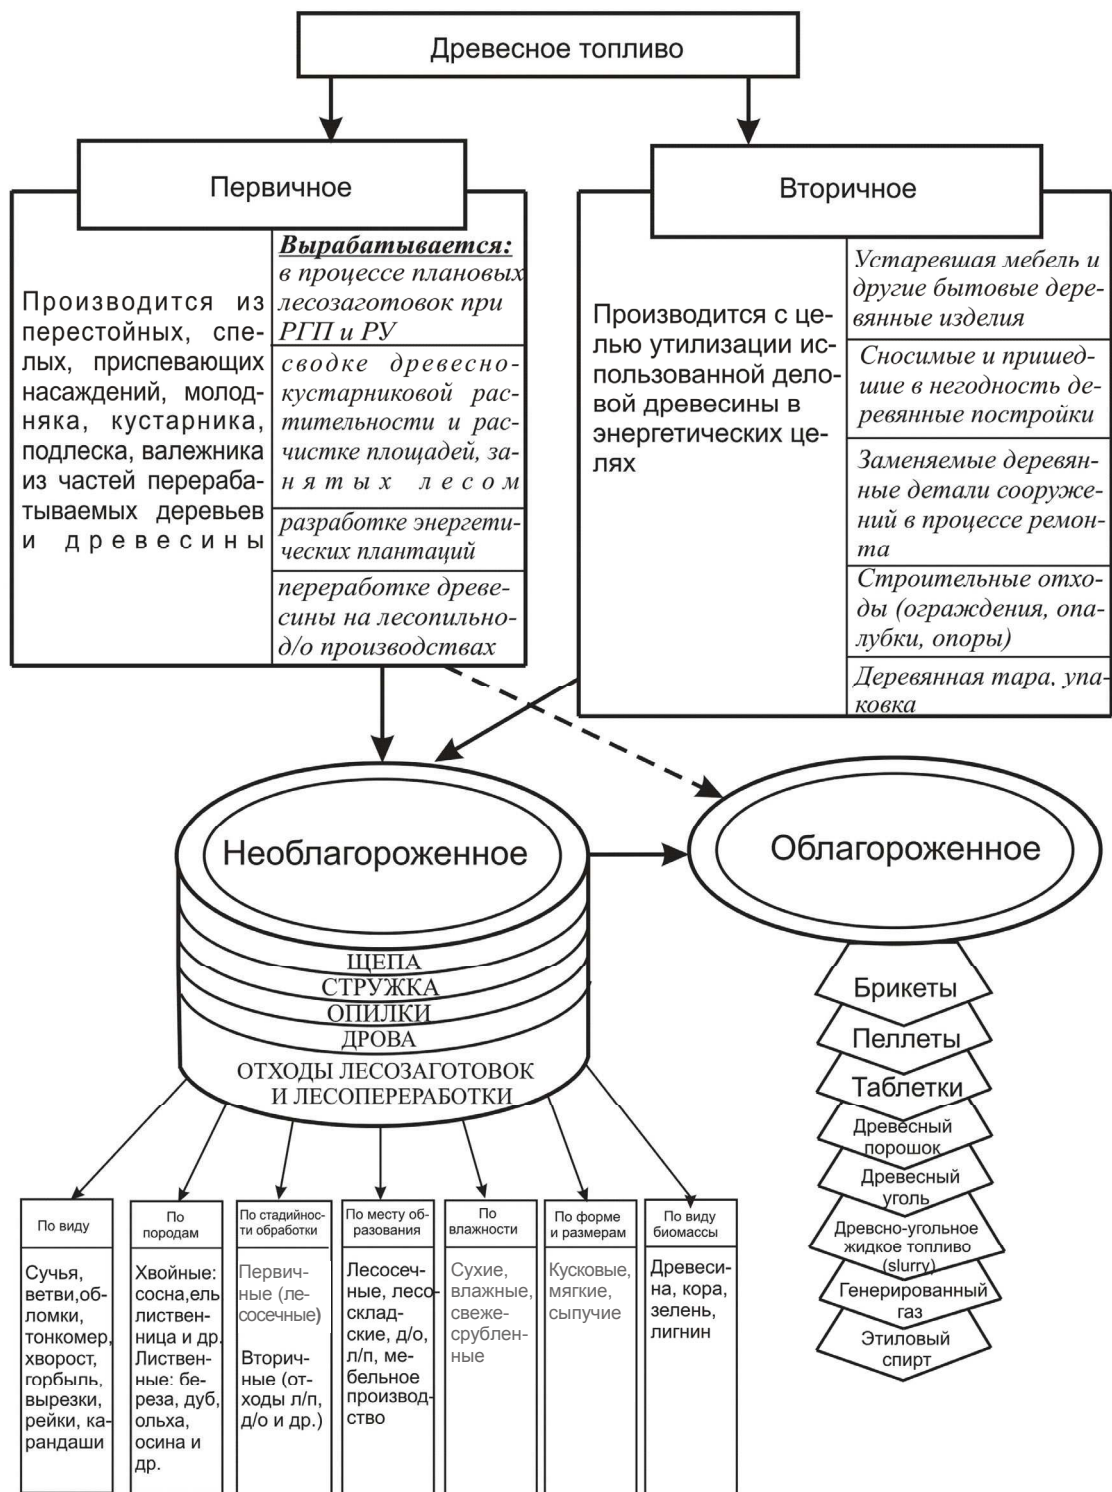 Древесное топливо
Первичное
Производится из
перестойных, спе-
лых, приспевающих
насаждений, молод-
няка, кустарника,
подлеска, валежника
из частей перераба-
тываемых деревьев
и древесины
Вырабатывается:
в процессе плановых
лесозаготовок при
РГП и РУ
сводке древесно-
кустарниковой рас-
тительности и рас-
чистке площадей, за-
нятых лесом
разработке энергети-
ческих плантаций
переработке древе-
сины на лесопильно-
д/о производствах
Вторичное
Производится с це-
лью утилизации ис-
пользованной дело-
вой древесины в
энергетических це-
лях
Устаревшая мебель и
другие бытовые дере-
вянные изделия
Сносимые и пришед-
шие в негодность де-
ревянные постройки
Заменяемые деревян-
ные детали сооруже-
ний в процессе ремон-
та
Строительные отхо-
ды (ограждения, опа-
лубки, опоры)
Деревянная тара, упа-
ковка
Необлагороженное
ЩЕПА
СТРУЖКА
ОПИЛКИ
ДРОВА
ОТХОДЫ ЛЕСОЗАГОТОВОК
И ЛЕСОПЕРЕРАБОТКИ
Облагороженное
Брикеты
Пеллеты
Таблетки
Древесный
порошок
Древесный
уголь
Древсно-угольное
жидкое топливо
(slurry)
Генерированный
газ
Этиловый
спирт
По виду
Сучья,
ветви,об-
ломки,
тонкомер,
хворост,
горбыль,
вырезки,
рейки, ка-
рандаши
По
породам
Хвойные:
сосна,ель
листвен-
ница и др.
Листвен-
ные: бе-
реза, дуб,
ольха,
осина и
др.
По стадийнос-
ти обработки
Первич-
ные (ле-
сосечные)
Вторич-
ные (от-
ходы л/п,
д/о и др.)
По месту об-
разования
Лесосеч-
ные, лесо-
склад-
ские, д/о,
л/п, ме-
бельное
производ-
ство
По
влажности
Сухие,
влажные,
свеже-
срублен-
ные
По форме
и размерам
Кусковые,
мягкие,
сыпучие
По виду
биомассы
Древеси-
на, кора,
зелень,
лигнин